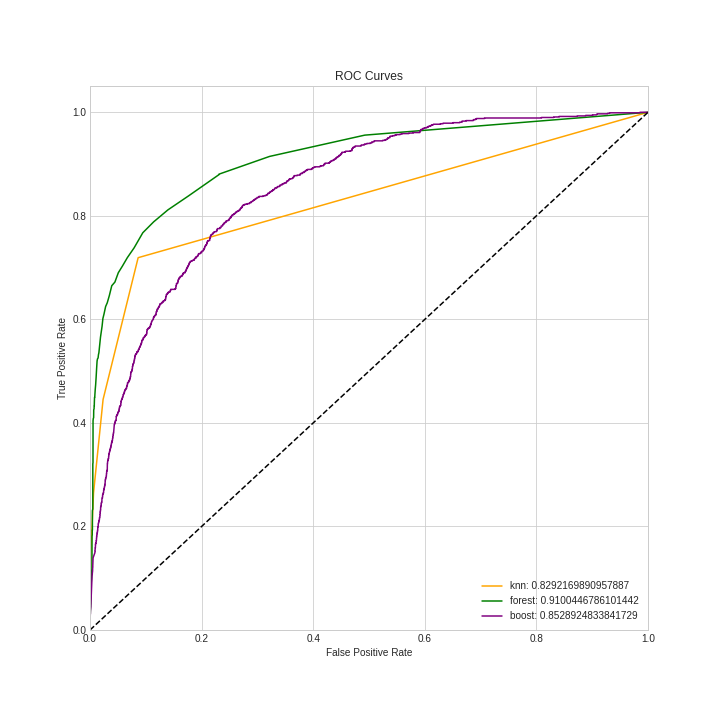 ROC Curves
True Positive Rate
1.0
0.8
0.6
0.4
0.2
0.0
0.0 0.2 0.4 0.6 0.8 1.0
False Positive Rate
knn: 0.8292169890957887
forest: 0.9100446786101442
boost: 0.8528924833841729